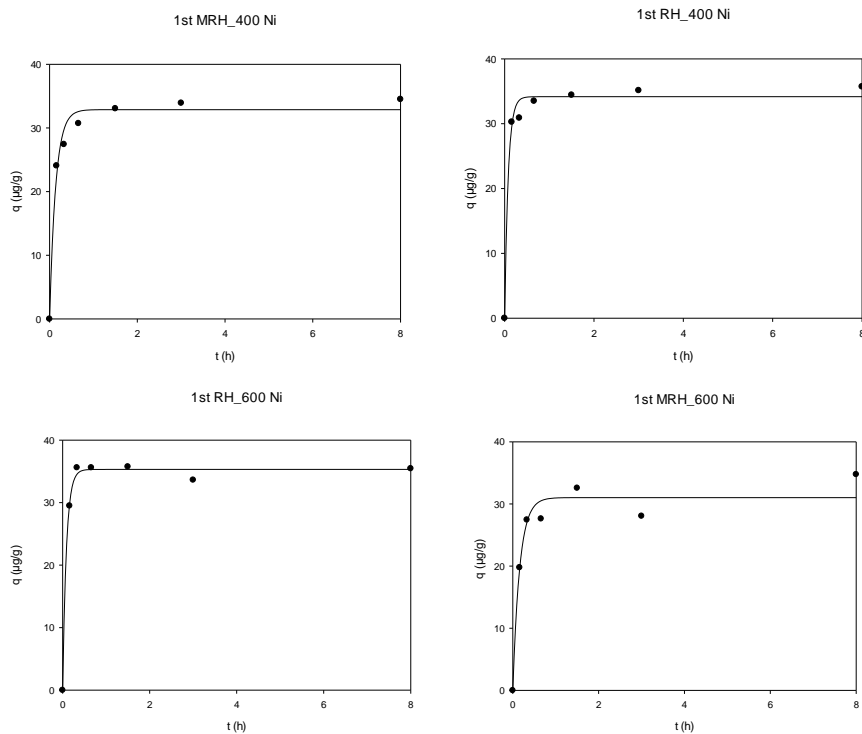 1st MRH_400 Ni
q (µg/g)
40
30
20
10
0
0 2 4 6 8
t (h)
1st RH_400 Ni
q (µg/g)
40
30
20
10
0
0 2 4 6 8
t (h)
1st RH_600 Ni
q (µg/g)
40
30
20
10
0
0 2 4 6 8
t (h)
1st MRH_600 Ni
q (µg/g)
40
30
20
10
0
0 2 4 6 8
t (h)